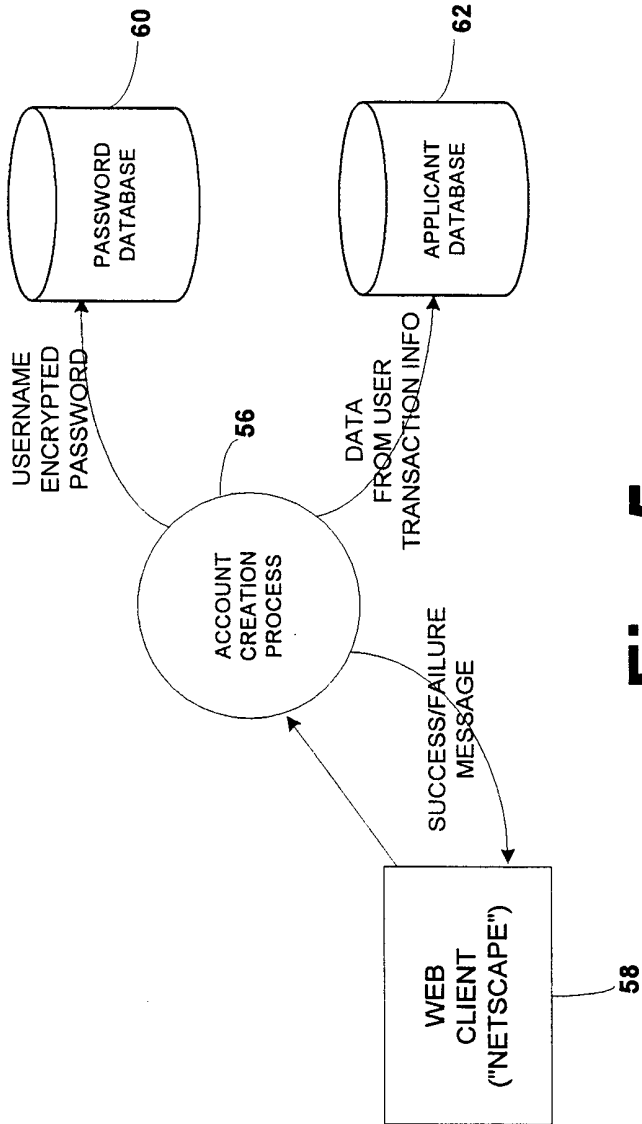 60
PASSWORD
DATABASE
USERNAME
ENCRYPTED
PASSWORD
62
APPLICANT
DATABASE
DATA
FROM USER
TRANSACTION INFO
56
ACCOUNT
CREATION
PROCESS
SUCCESS/FAILURE
MESSAGE
WEB
CLIENT
("NETSCAPE")
58